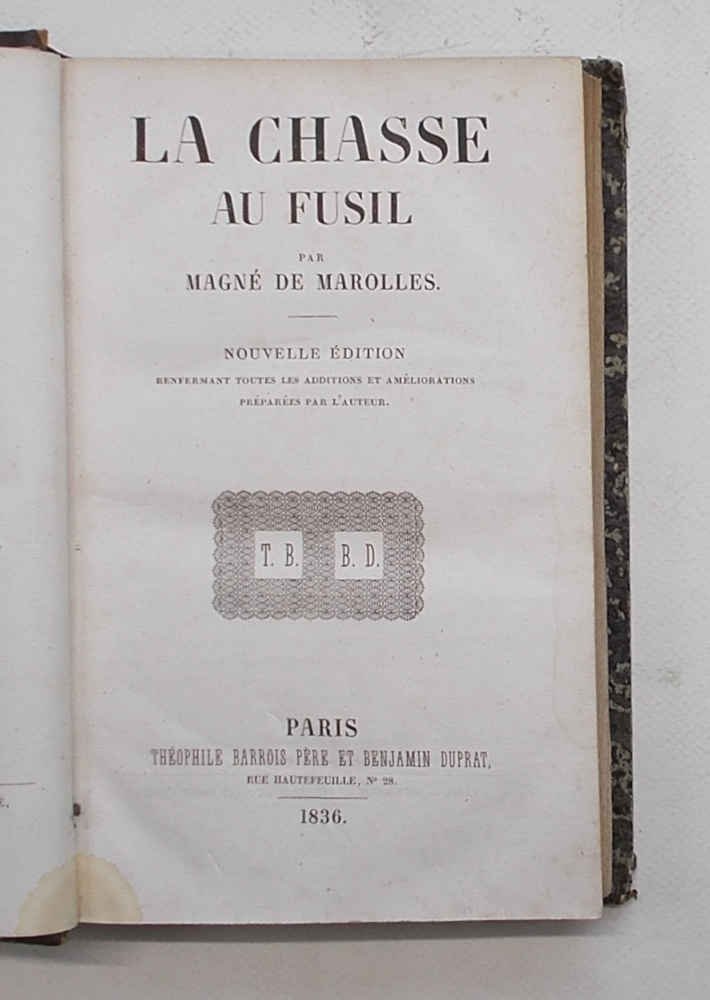 LA CHASSE
AU FUSIL
PAR
MAGNÉ DE MAROLLES.
NOUVELLE ÉDITION
RENFERMANT TOUTES LES ADDITIONS ET AMÉLIORATIONS
PRÉPARÉES PAR L'AUTEUR.
T. B. B. D.
PARIS
THÉOPHILE BARROIS PÈRE ET BENJAMIN DUPRAT,
RUE HAUTEFEUILLE, Nº 28.
1836.